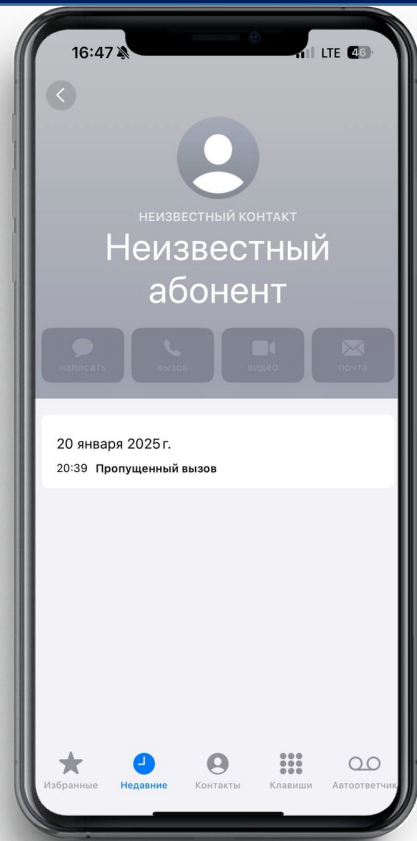 16:47 LTE 46
НЕИЗВЕСТНЫЙ КОНТАКТ
Неизвестный
абонент
написать вызов видео почта
20 января 2025 г.
20:39 Пропущенный вызов
Избранные Недавние Контакты Клавиши Автоответчик